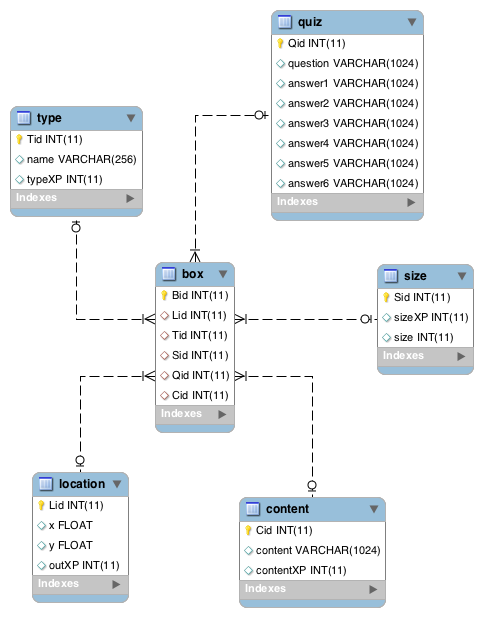 quiz
Qid INT(11)
question VARCHAR(1024)
answer1 VARCHAR(1024)
answer2 VARCHAR(1024)
answer3 VARCHAR(1024)
answer4 VARCHAR(1024)
answer5 VARCHAR(1024)
answer6 VARCHAR(1024)
Indexes
type
Tid INT(11)
name VARCHAR(256)
typeXP INT(11)
Indexes
box
Bid INT(11)
Lid INT(11)
Tid INT(11)
Sid INT(11)
Qid INT(11)
Cid INT(11)
Indexes
size
Sid INT(11)
sizeXP INT(11)
size INT(11)
Indexes
location
Lid INT(11)
x FLOAT
y FLOAT
outXP INT(11)
Indexes
content
Cid INT(11)
content VARCHAR(1024)
contentXP INT(11)
Indexes